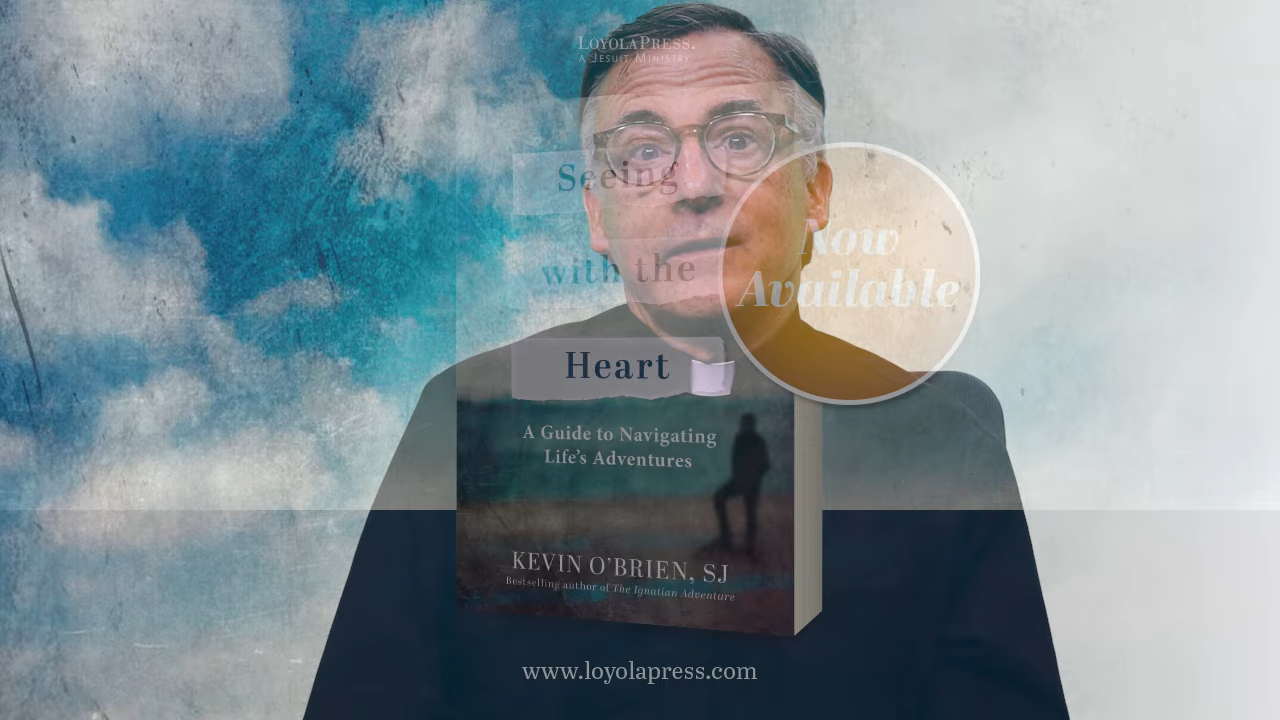 LOYOLAPRESS.
A JESUIT MINISTRY
Seeing
with the
Heart
Now
Available
A Guide to Navigating
Life's Adventures
KEVIN O'BRIEN, SJ
Bestselling author of The Ignatian Adventure
www.loyolapress.com